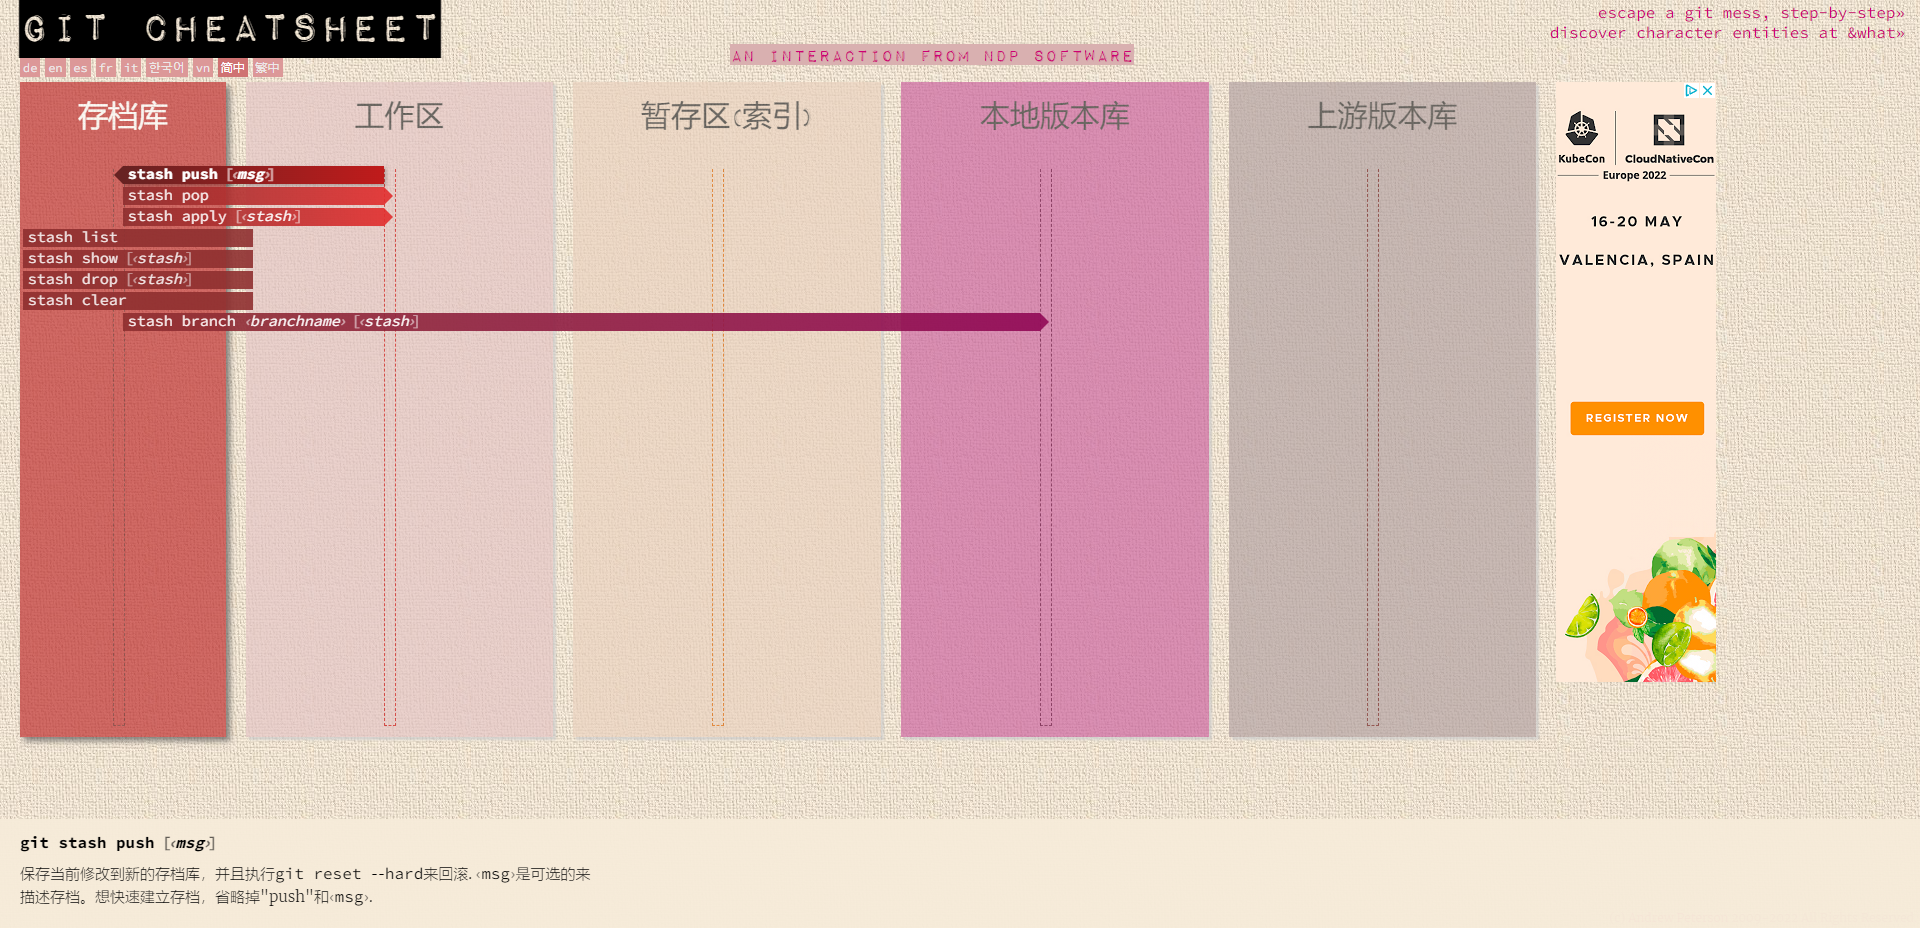 GIT CHEATSHEET
escape a git mess, step-by-step»
discover character entities at &what»
AN INTERACTION FROM NDP SOFTWARE
de en es fr it 한국어 vn 简中 繁中
存档库
工作区
暂存区(索引)
本地版本库
上游版本库
stash push [‹msg›]
stash pop
stash apply [‹stash›]
stash list
stash show [‹stash›]
stash drop [‹stash›]
stash clear
stash branch ‹branchname› [‹stash›]
KubeCon
CloudNativeCon
Europe 2022
16-20 MAY
VALENCIA, SPAIN
REGISTER NOW
git stash push [‹msg›]
保存当前修改到新的存档库，并且执行git reset --hard来回滚. ‹msg›是可选的来
描述存档。想快速建立存档，省略掉"push"和‹msg›.